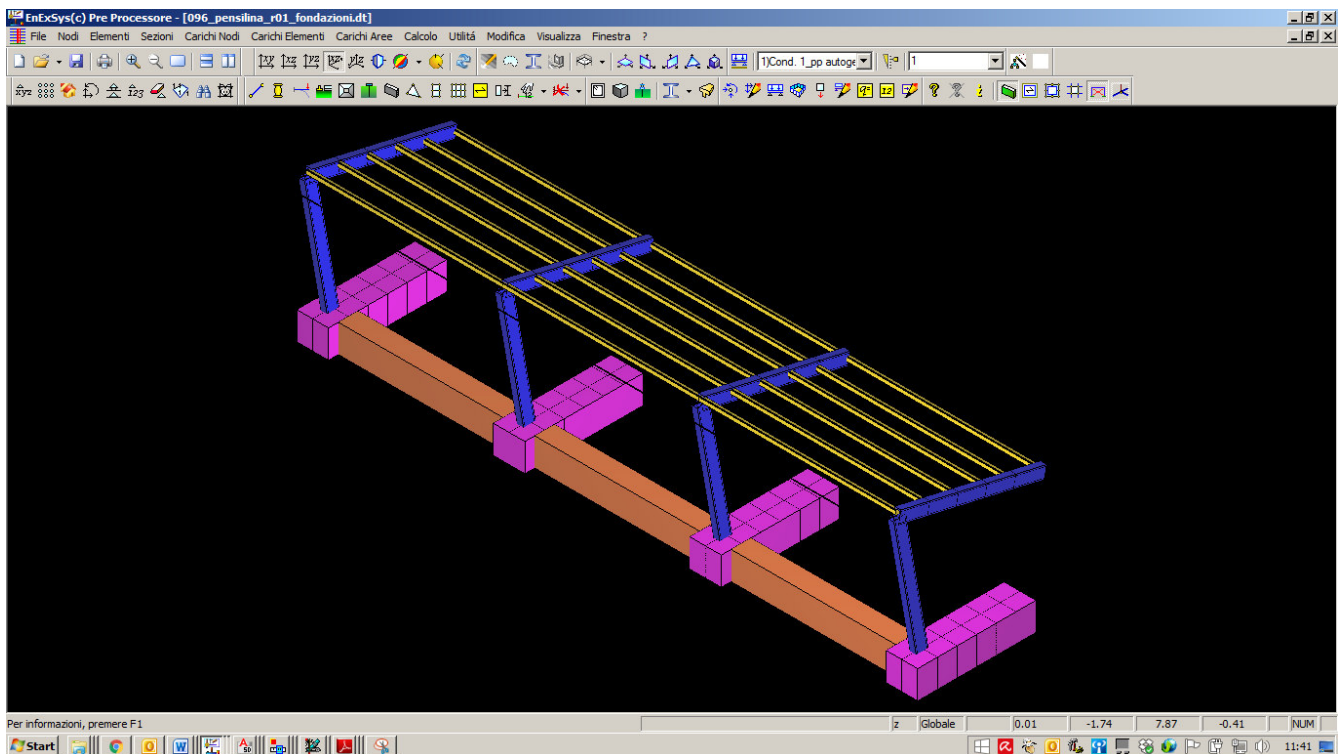 EnExSys(c) Pre Processore - [096_pensilina_r01_fondazioni.dt]
File Nodi Elementi Sezioni Carichi Nodi Carichi Elementi Carichi Aree Calcolo Utilitá Modifica Visualizza Finestra ?
1)Cond. 1_pp autoge 1
Per informazioni, premere F1 z Globale 0.01 -1.74 7.87 -0.41 NUM
Start 11:41